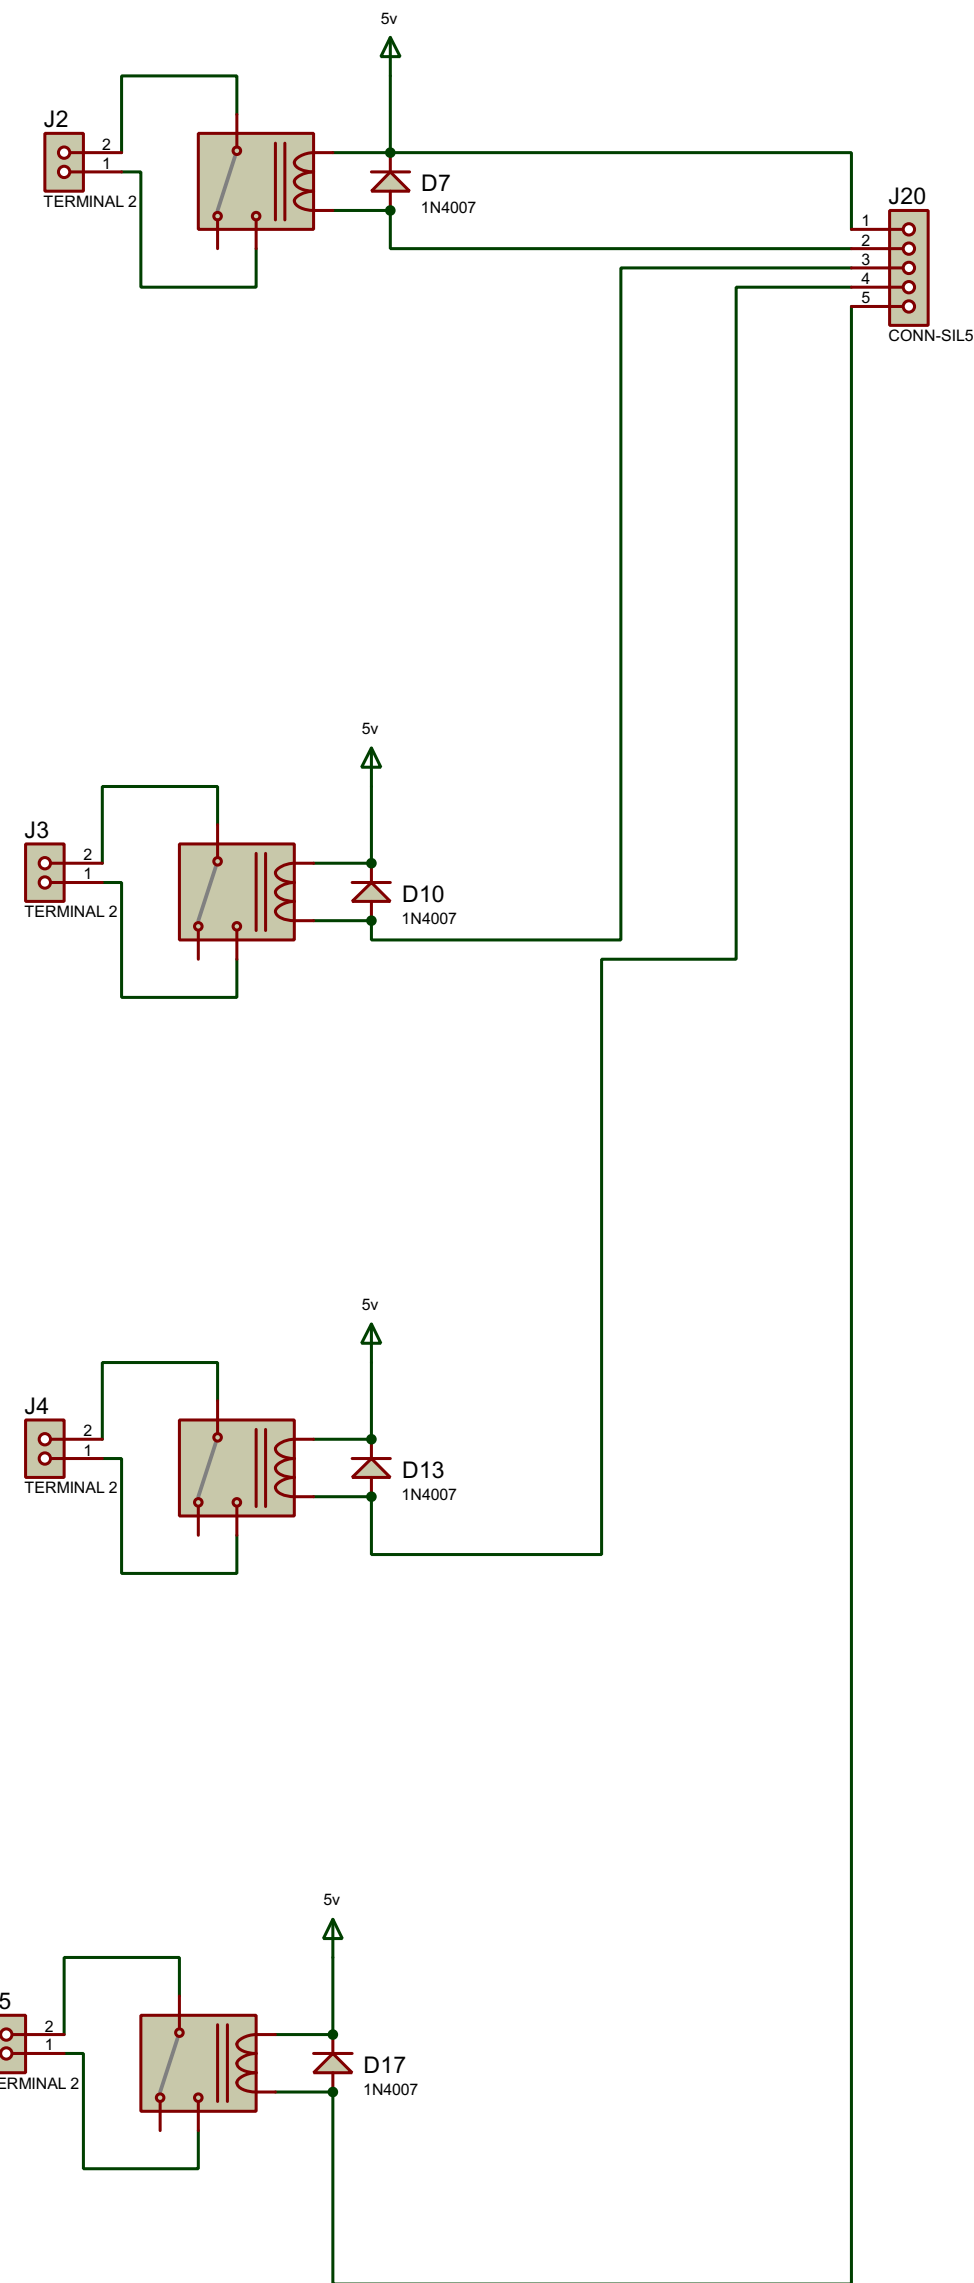 5v
J2
2
1
TERMINAL 2
D7
1N4007
J20
1
2
3
4
5
CONN-SIL5
5v
J3
2
1
TERMINAL 2
D10
1N4007
5v
J4
2
1
TERMINAL 2
D13
1N4007
5v
5
2
1
ERMINAL 2
D17
1N4007